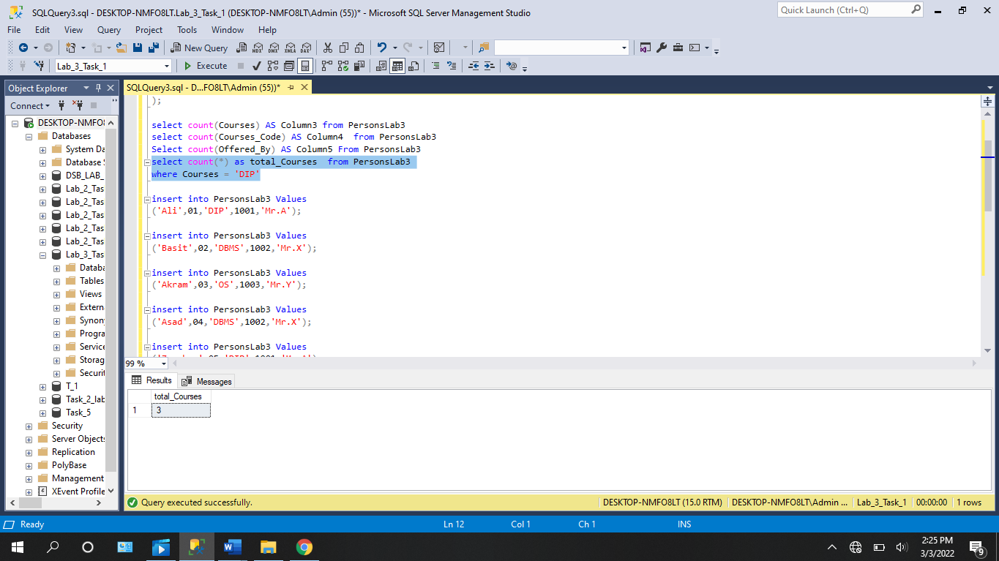 SQLQuery3.sql - DESKTOP-NMFO8LT.Lab_3_Task_1 (DESKTOP-NMFO8LT\Admin (55))* - Microsoft SQL Server Management Studio
Quick Launch (Ctrl+Q)
File Edit View Query Project Tools Window Help
New Query MDX DMX XMLA DAX
Lab_3_Task_1 Execute
Object Explorer
SQLQuery3.sql - D...FO8LT\Admin (55))*
Connect
DESKTOP-NMFO8
Databases
System Da
Database S
DSB_LAB_
Lab_2_Tas
Lab_2_Tas
Lab_2_Tas
Lab_2_Tas
Lab_2_Tas
Lab_3_Tas
Databa
Tables
Views
Extern
Synony
Progra
Service
Storag
Securit
T_1
Task_2_lab
Task_5
Security
Server Objects
Replication
PolyBase
Management
XEvent Profile
);
select count(Courses) AS Column3 from PersonsLab3
select count(Courses_Code) AS Column4  from PersonsLab3
Select count(Offered_By) AS Column5 From PersonsLab3
select count(*) as total_Courses  from PersonsLab3
where Courses = 'DIP'
insert into PersonsLab3 Values
('Ali',01,'DIP',1001,'Mr.A');
insert into PersonsLab3 Values
('Basit',02,'DBMS',1002,'Mr.X');
insert into PersonsLab3 Values
('Akram',03,'OS',1003,'Mr.Y');
insert into PersonsLab3 Values
('Asad',04,'DBMS',1002,'Mr.X');
insert into PersonsLab3 Values
99 %
Results Messages
total_Courses
1 3
Query executed successfully. DESKTOP-NMFO8LT (15.0 RTM) DESKTOP-NMFO8LT\Admin ... Lab_3_Task_1 00:00:00 1 rows
Ready Ln 12 Col 1 Ch 1 INS
2:25 PM
3/3/2022
9